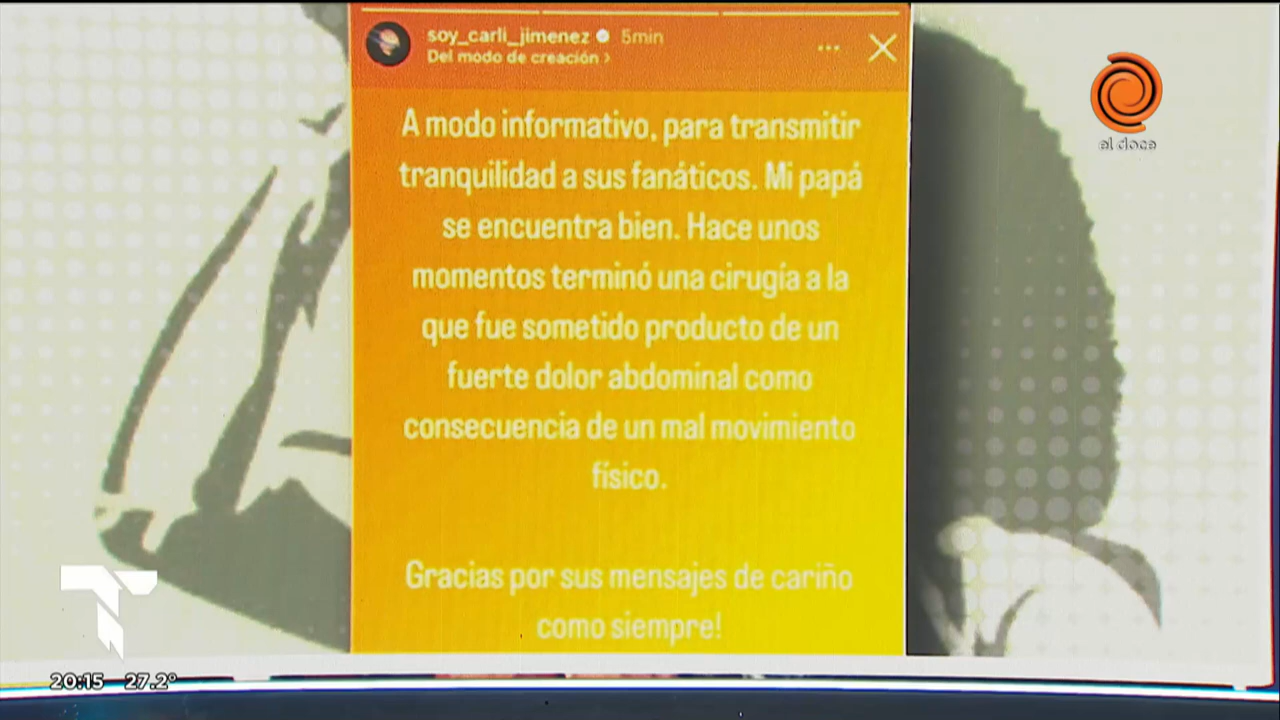 soy_carli_jimenez 5min
Del modo de creación >
el doce
A modo informativo, para transmitir
tranquilidad a sus fanáticos. Mi papá
se encuentra bien. Hace unos
momentos terminó una cirugía a la
que fue sometido producto de un
fuerte dolor abdominal como
consecuencia de un mal movimiento
físico.
Gracias por sus mensajes de cariño
como siempre!
20:15 27.2°